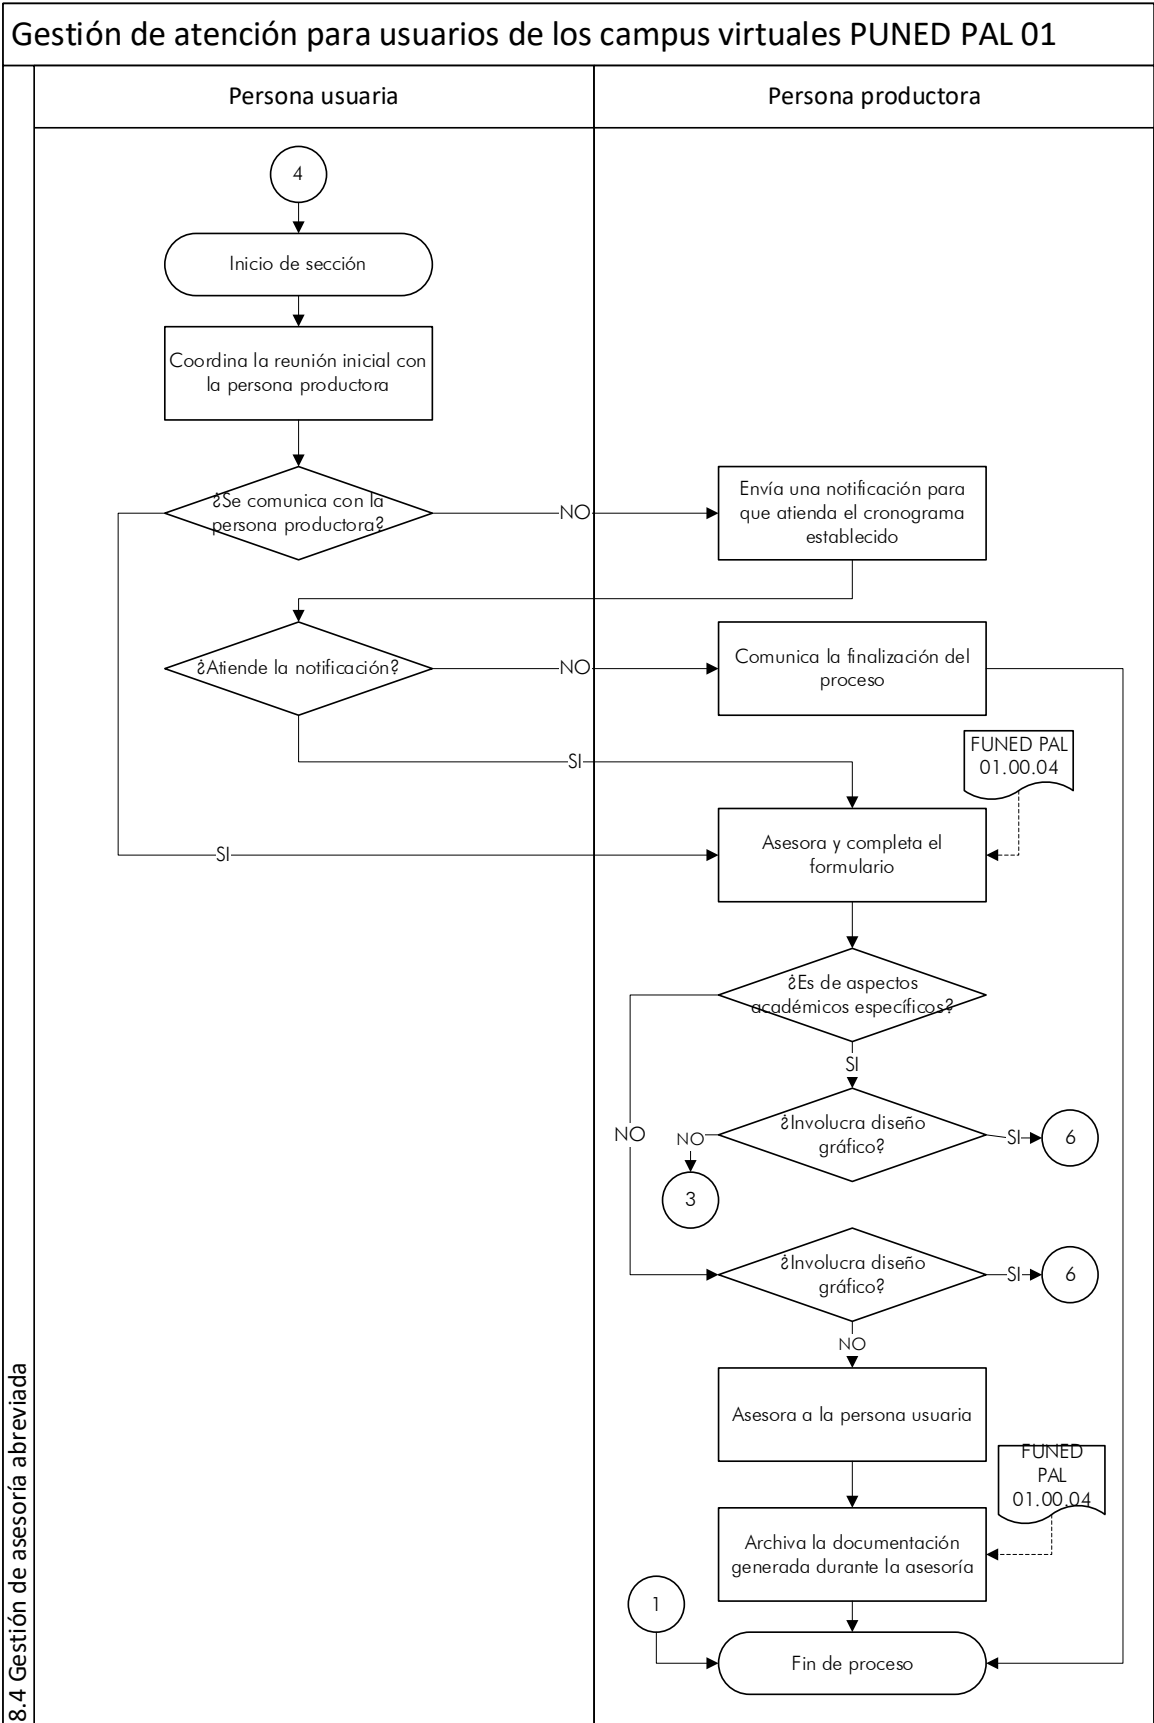 Gestión de atención para usuarios de los campus virtuales PUNED PAL 01
Persona usuaria
Persona productora
8.4 Gestión de asesoría abreviada
4
Inicio de sección
Coordina la reunión inicial con
la persona productora
¿Se comunica con la
persona productora?
NO
Envía una notificación para
que atienda el cronograma
establecido
¿Atiende la notificación?
NO
Comunica la finalización del
proceso
SI
FUNED PAL
01.00.04
SI
Asesora y completa el
formulario
¿Es de aspectos
académicos específicos?
SI
NO
¿Involucra diseño
gráfico?
NO
SI
6
3
¿Involucra diseño
gráfico?
SI
6
NO
Asesora a la persona usuaria
FUNED
PAL
01.00.04
Archiva la documentación
generada durante la asesoría
1
Fin de proceso